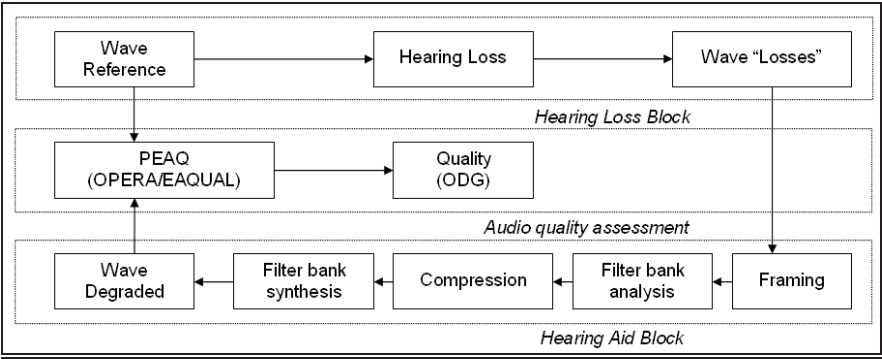 Wave
Reference
Hearing Loss
Wave “Losses”
Hearing Loss Block
PEAQ
(OPERA/EAQUAL)
Quality
(ODG)
Audio quality assessment
Wave
Degraded
Filter bank
synthesis
Compression
Filter bank
analysis
Framing
Hearing Aid Block